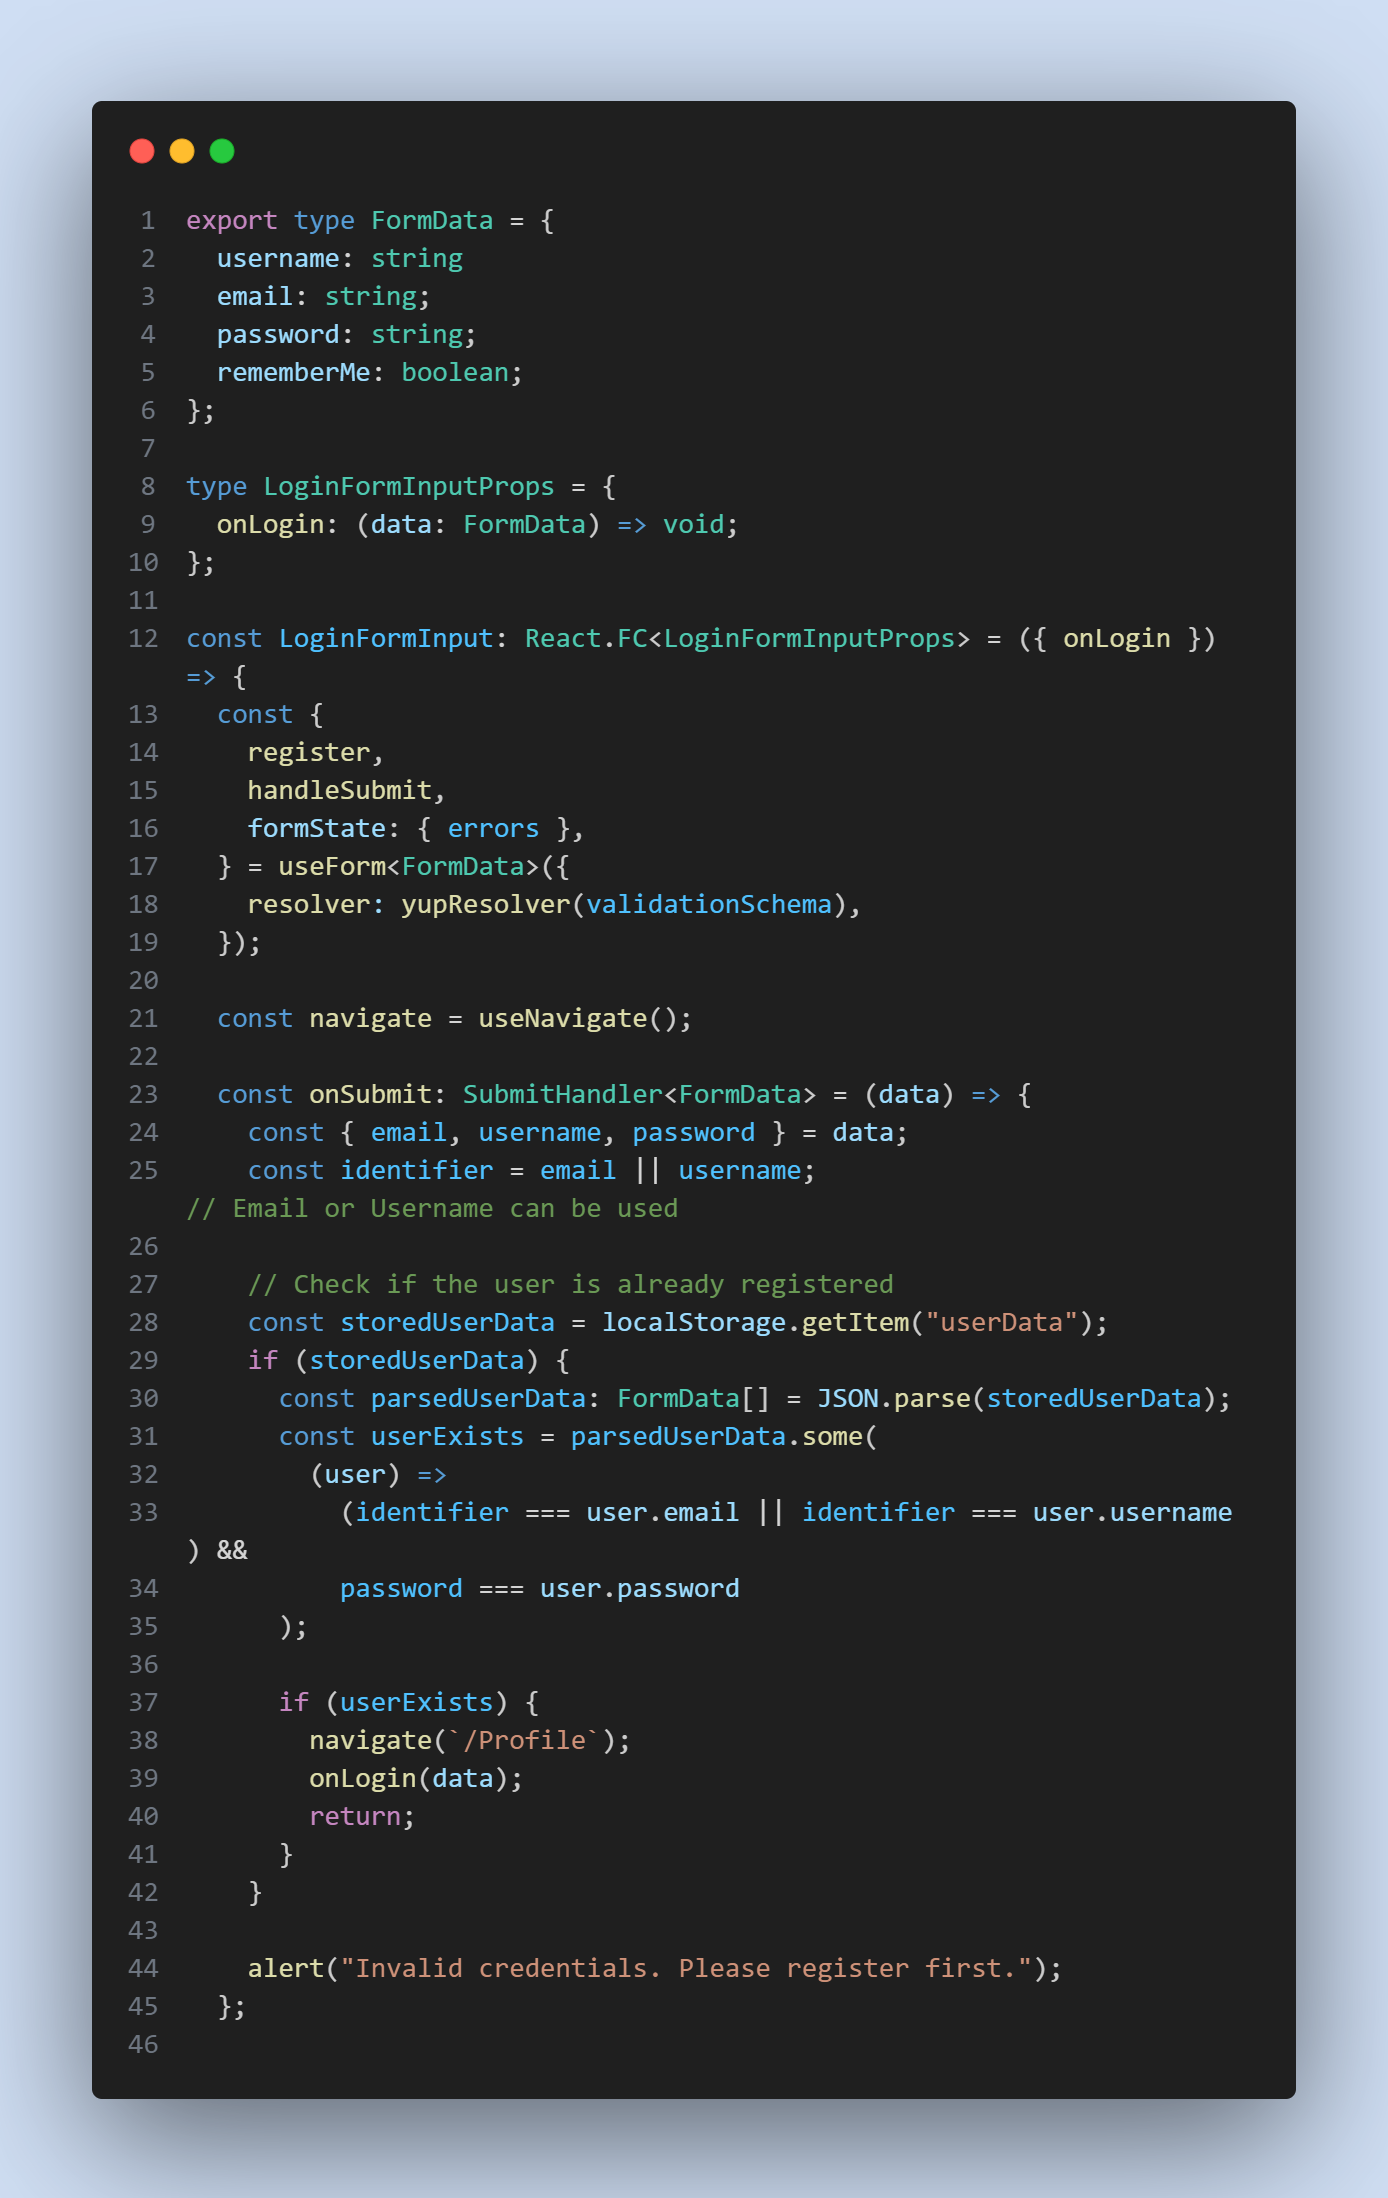 1 export type FormData = {
2   username: string
3   email: string;
4   password: string;
5   rememberMe: boolean;
6 };
7
8 type LoginFormInputProps = {
9   onLogin: (data: FormData) => void;
10 };
11
12 const LoginFormInput: React.FC<LoginFormInputProps> = ({ onLogin })
=> {
13   const {
14     register,
15     handleSubmit,
16     formState: { errors },
17   } = useForm<FormData>({
18     resolver: yupResolver(validationSchema),
19   });
20
21   const navigate = useNavigate();
22
23   const onSubmit: SubmitHandler<FormData> = (data) => {
24     const { email, username, password } = data;
25     const identifier = email || username;
// Email or Username can be used
26
27     // Check if the user is already registered
28     const storedUserData = localStorage.getItem("userData");
29     if (storedUserData) {
30       const parsedUserData: FormData[] = JSON.parse(storedUserData);
31       const userExists = parsedUserData.some(
32         (user) =>
33           (identifier === user.email || identifier === user.username
) &&
34           password === user.password
35       );
36
37       if (userExists) {
38         navigate(`/Profile`);
39         onLogin(data);
40         return;
41       }
42     }
43
44     alert("Invalid credentials. Please register first.");
45   };
46